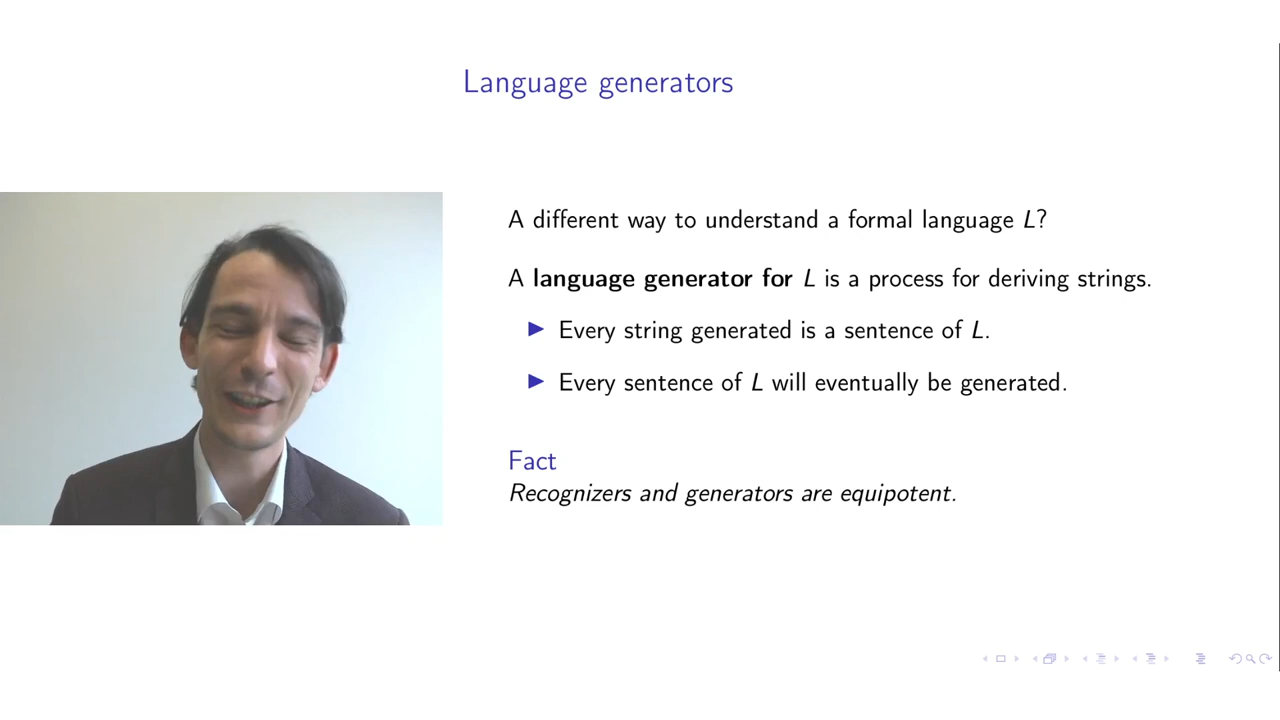 Language generators
A different way to understand a formal language L?
A language generator for L is a process for deriving strings.
Every string generated is a sentence of L.
Every sentence of L will eventually be generated.
Fact
Recognizers and generators are equipotent.